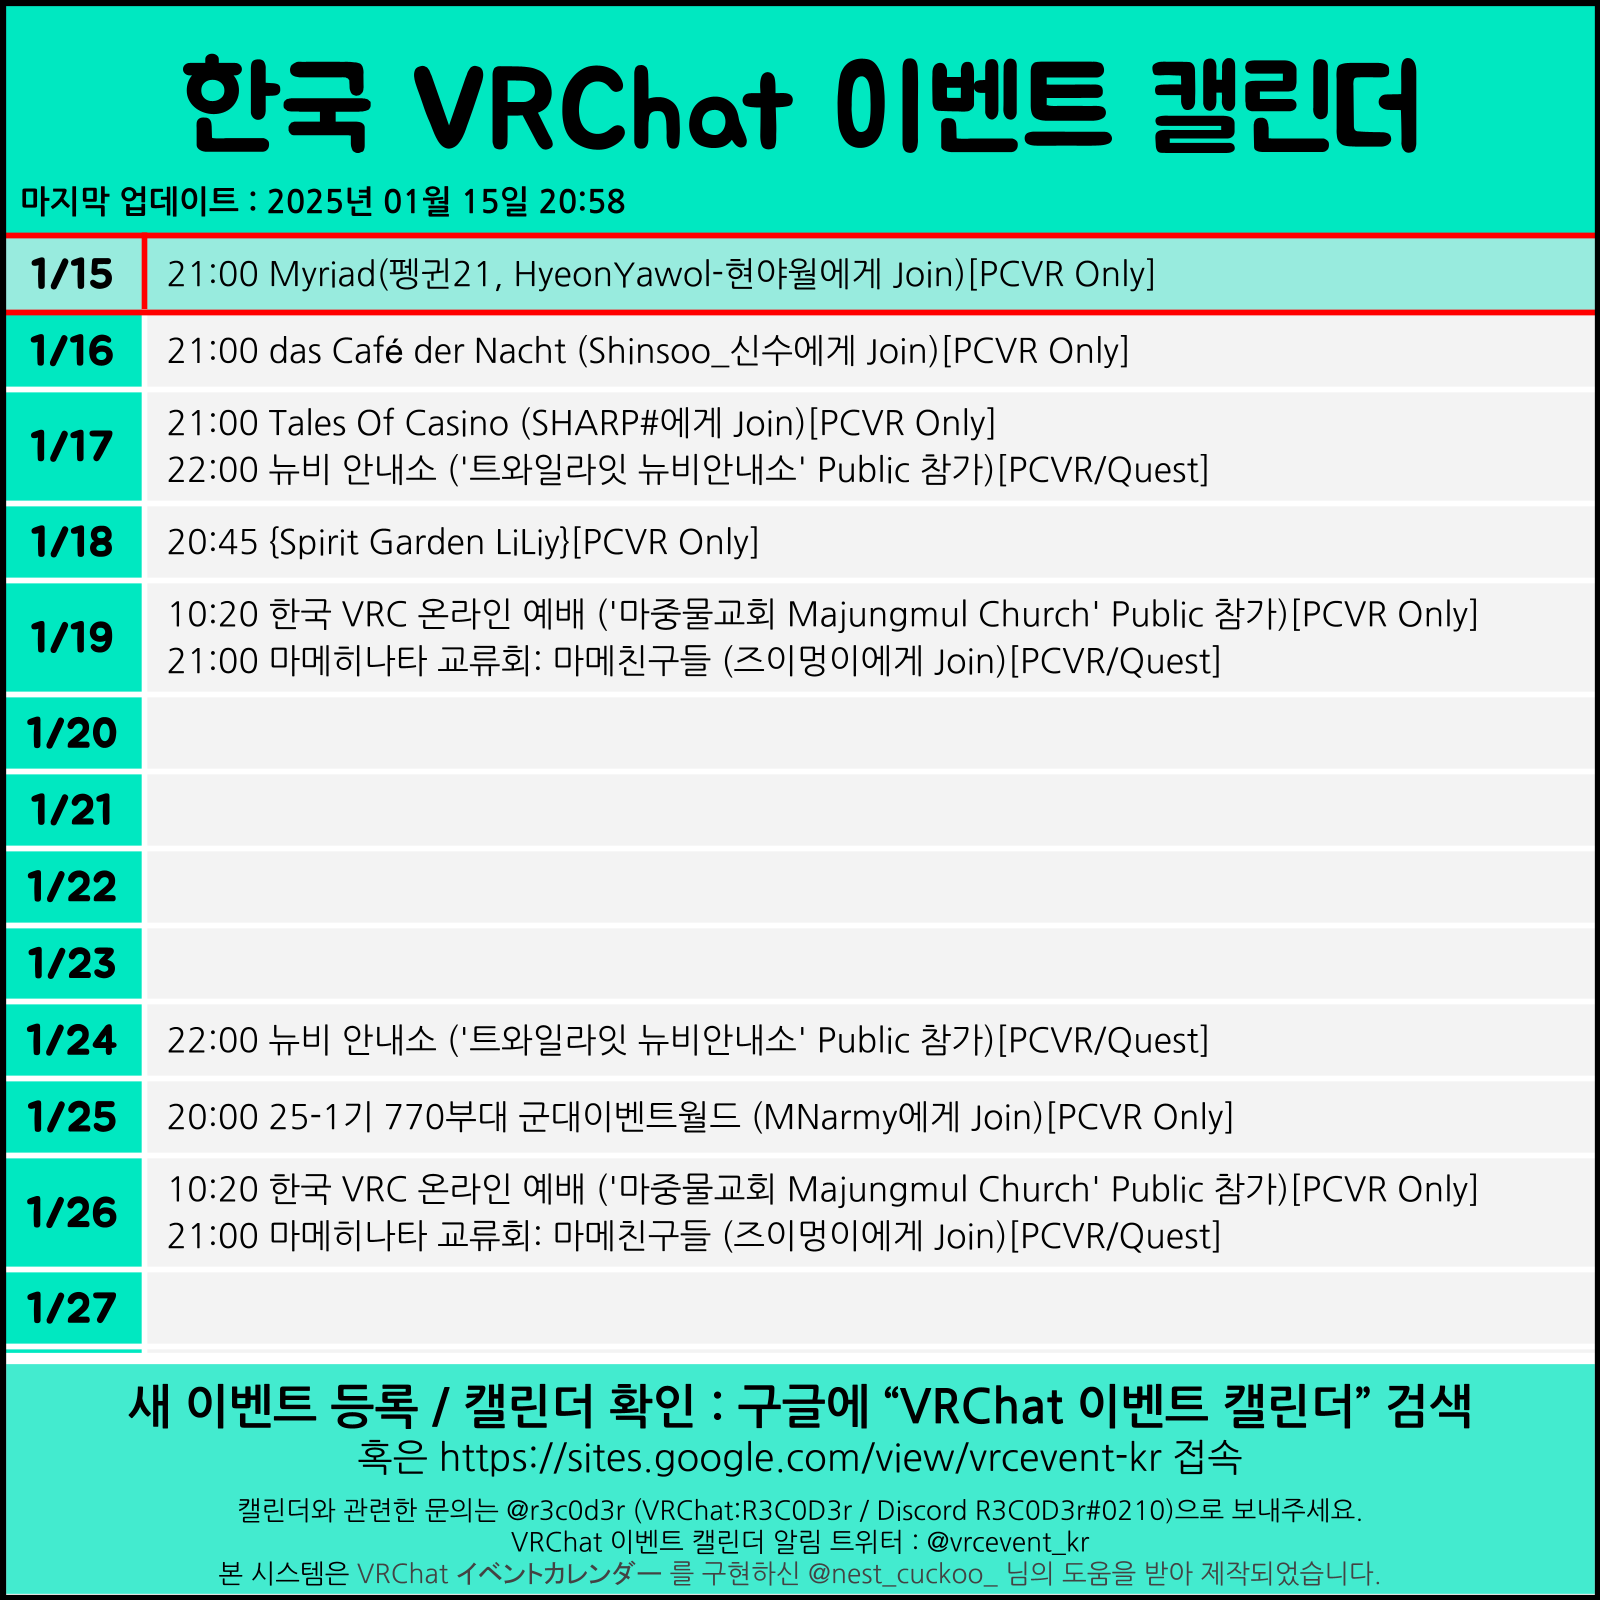 한국 VRChat 이벤트 캘린더
마지막 업데이트 : 2025년 01월 15일 20:58
1/15 21:00 Myriad(펭귄21, HyeonYawol-현야월에게 Join)[PCVR Only]
1/16 21:00 das Café der Nacht (Shinsoo_신수에게 Join)[PCVR Only]
1/17 21:00 Tales Of Casino (SHARP#에게 Join)[PCVR Only]
22:00 뉴비 안내소 ('트와일라잇 뉴비안내소' Public 참가)[PCVR/Quest]
1/18 20:45 {Spirit Garden LiLiy}[PCVR Only]
1/19 10:20 한국 VRC 온라인 예배 ('마중물교회 Majungmul Church' Public 참가)[PCVR Only]
21:00 마메히나타 교류회: 마메친구들 (즈이멍이에게 Join)[PCVR/Quest]
1/20
1/21
1/22
1/23
1/24 22:00 뉴비 안내소 ('트와일라잇 뉴비안내소' Public 참가)[PCVR/Quest]
1/25 20:00 25-1기 770부대 군대이벤트월드 (MNarmy에게 Join)[PCVR Only]
1/26 10:20 한국 VRC 온라인 예배 ('마중물교회 Majungmul Church' Public 참가)[PCVR Only]
21:00 마메히나타 교류회: 마메친구들 (즈이멍이에게 Join)[PCVR/Quest]
1/27
새 이벤트 등록 / 캘린더 확인 : 구글에 “VRChat 이벤트 캘린더” 검색
혹은 https://sites.google.com/view/vrcevent-kr 접속
캘린더와 관련한 문의는 @r3c0d3r (VRChat:R3C0D3r / Discord R3C0D3r#0210)으로 보내주세요.
VRChat 이벤트 캘린더 알림 트위터 : @vrcevent_kr
본 시스템은 VRChat イベントカレンダー 를 구현하신 @nest_cuckoo_ 님의 도움을 받아 제작되었습니다.